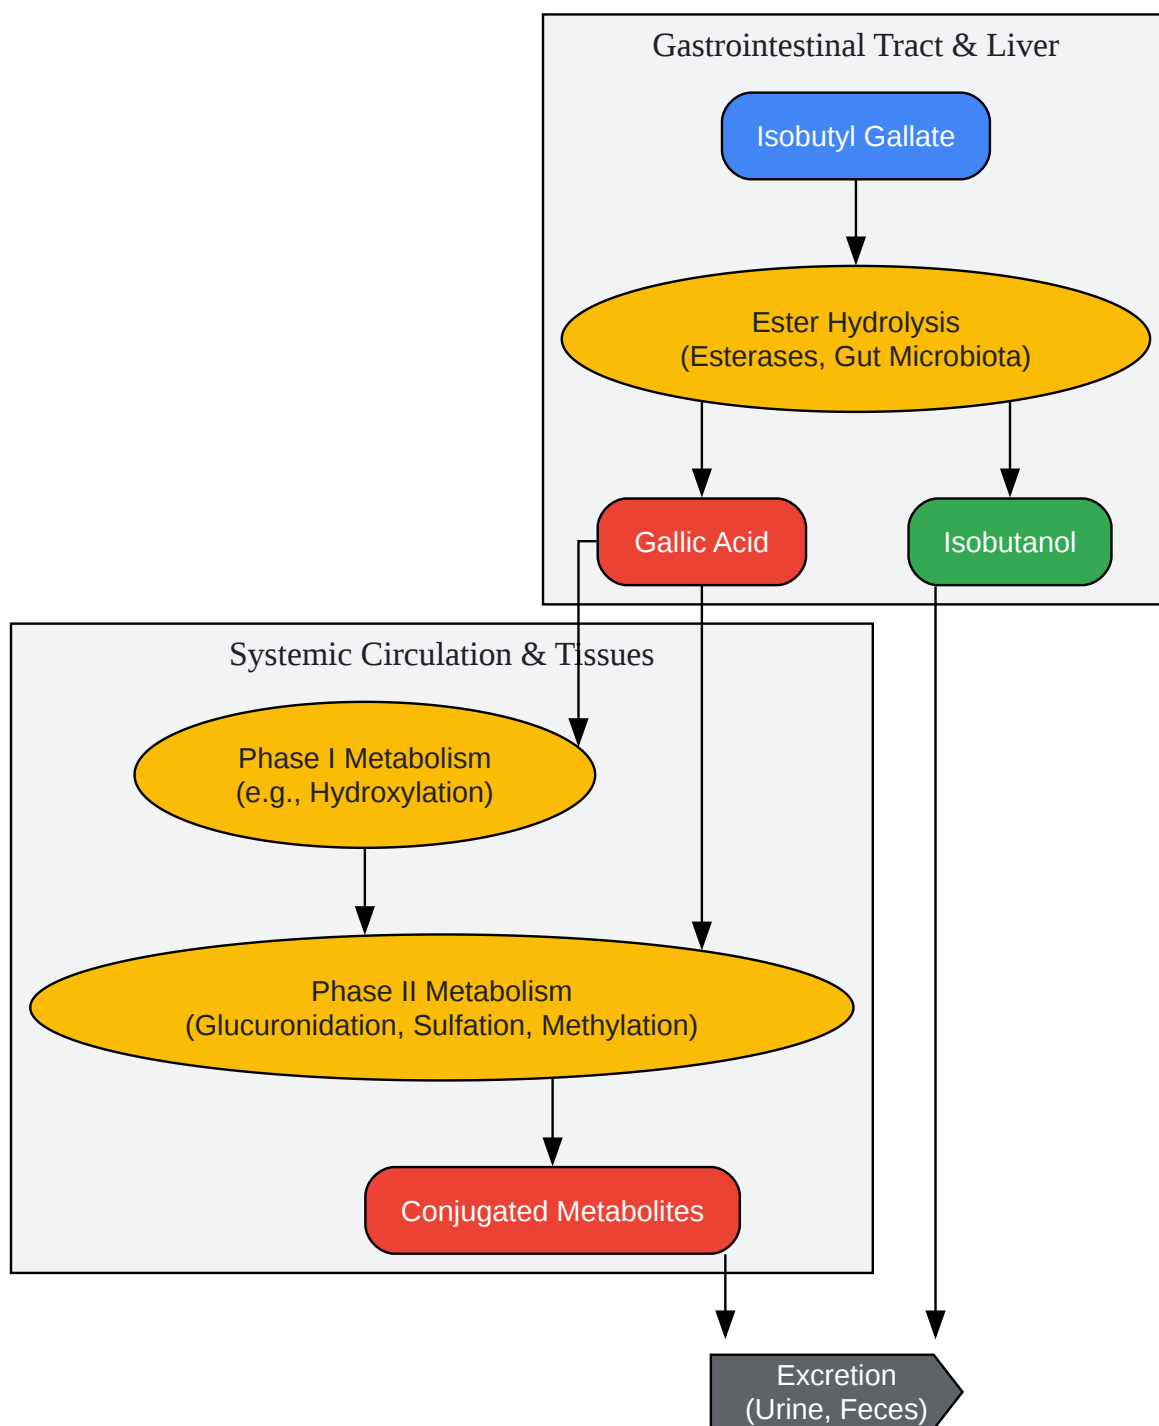 Gastrointestinal Tract & Liver
Isobutyl Gallate
Ester Hydrolysis
(Esterases, Gut Microbiota)
Gallic Acid
Isobutanol
Systemic Circulation & Tissues
Phase I Metabolism
(e.g., Hydroxylation)
Phase II Metabolism
(Glucuronidation, Sulfation, Methylation)
Conjugated Metabolites
Excretion
(Urine, Feces)